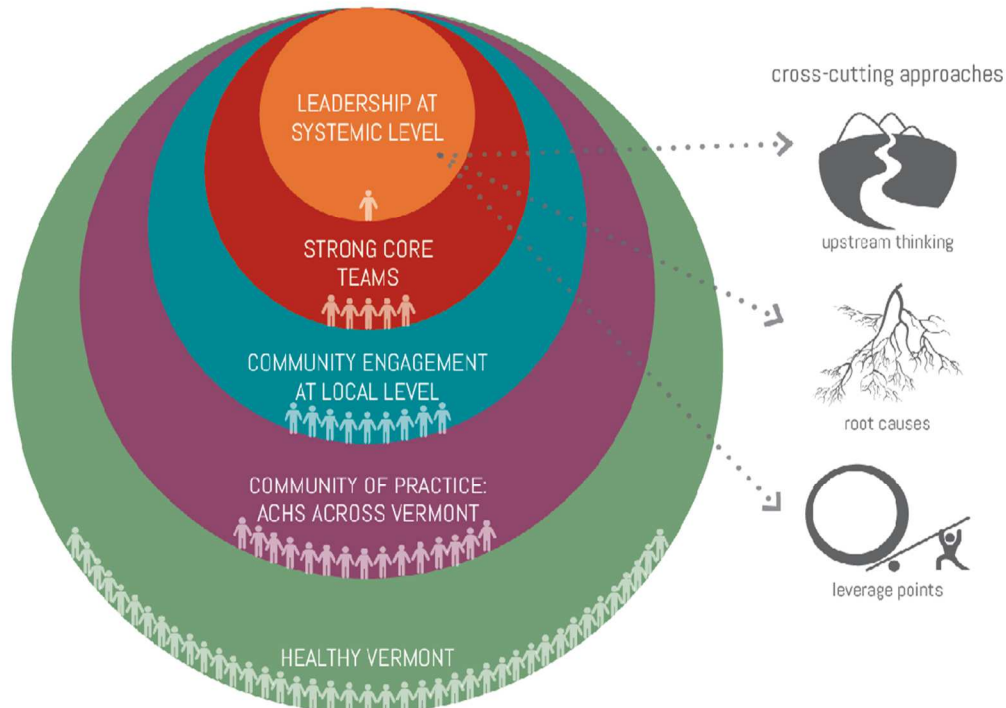 LEADERSHIP AT
SYSTEMIC LEVEL
STRONG CORE
TEAMS
COMMUNITY ENGAGEMENT
AT LOCAL LEVEL
COMMUNITY OF PRACTICE:
ACHS ACROSS VERMONT
HEALTHY VERMONT
cross-cutting approaches
upstream thinking
root causes
leverage points